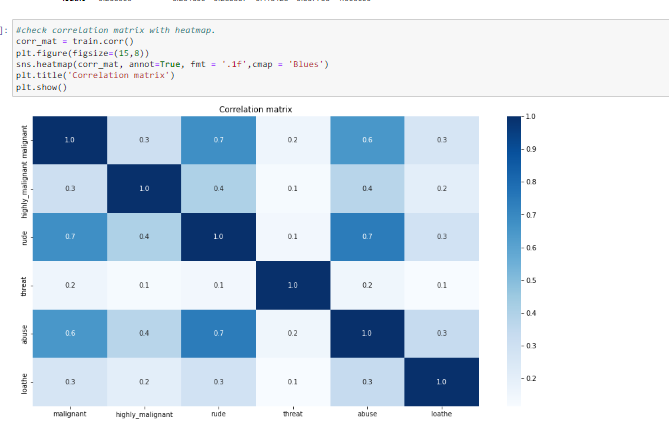 ]: #check correlation matrix with heatmap.
corr_mat = train.corr()
plt.figure(figsize=(15,8))
sns.heatmap(corr_mat, annot=True, fmt = '.1f',cmap = 'Blues')
plt.title('Correlation matrix')
plt.show()
Correlation matrix
malignant 1.0 0.3 0.7 0.2 0.6 0.3
highly_malignant 0.3 1.0 0.4 0.1 0.4 0.2
rude 0.7 0.4 1.0 0.1 0.7 0.3
threat 0.2 0.1 0.1 1.0 0.2 0.1
abuse 0.6 0.4 0.7 0.2 1.0 0.3
loathe 0.3 0.2 0.3 0.1 0.3 1.0
malignant highly_malignant rude threat abuse loathe
1.0
0.9
0.8
0.7
0.6
0.5
0.4
0.3
0.2